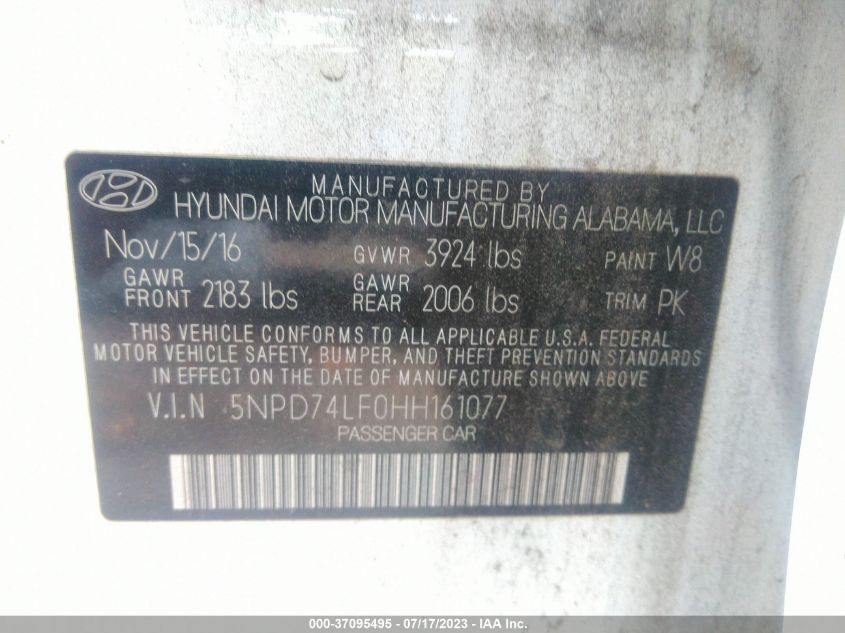 MANUFACTURED BY
HYUNDAI MOTOR MANUFACTURING ALABAMA, LLC
Nov/15/16 GVWR 3924 lbs PAINT W8
GAWR FRONT 2183 lbs GAWR REAR 2006 lbs TRIM PK
THIS VEHICLE CONFORMS TO ALL APPLICABLE U.S.A. FEDERAL
MOTOR VEHICLE SAFETY, BUMPER, AND THEFT PREVENTION STANDARDS
IN EFFECT ON THE DATE OF MANUFACTURE SHOWN ABOVE.
V.I.N 5NPD74LF0HH161077
PASSENGER CAR
000-37095495 - 07/17/2023 - IAA Inc.